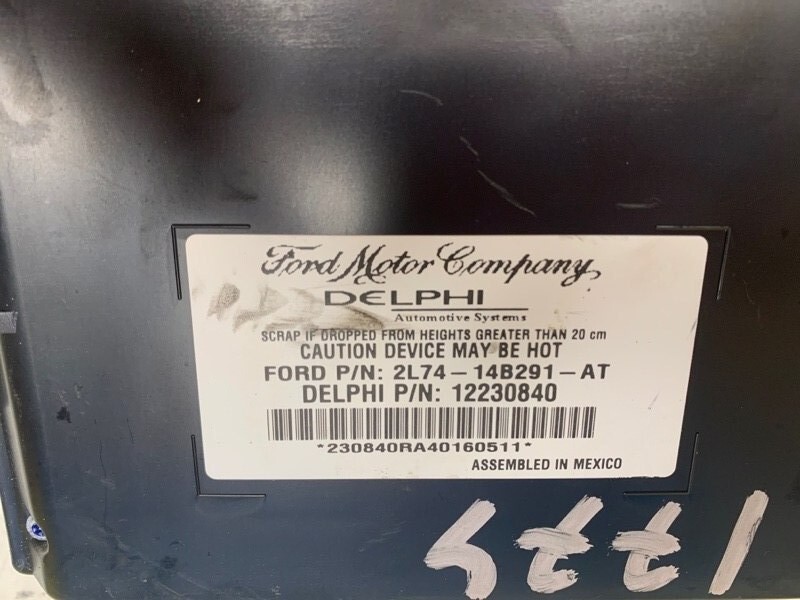 Ford Motor Company
DELPHI
Automotive Systems
SCRAP IF DROPPED FROM HEIGHTS GREATER THAN 20 cm
CAUTION DEVICE MAY BE HOT
FORD P/N: 2L74-14B291-AT
DELPHI P/N: 12230840
*230840RA40160511*
ASSEMBLED IN MEXICO